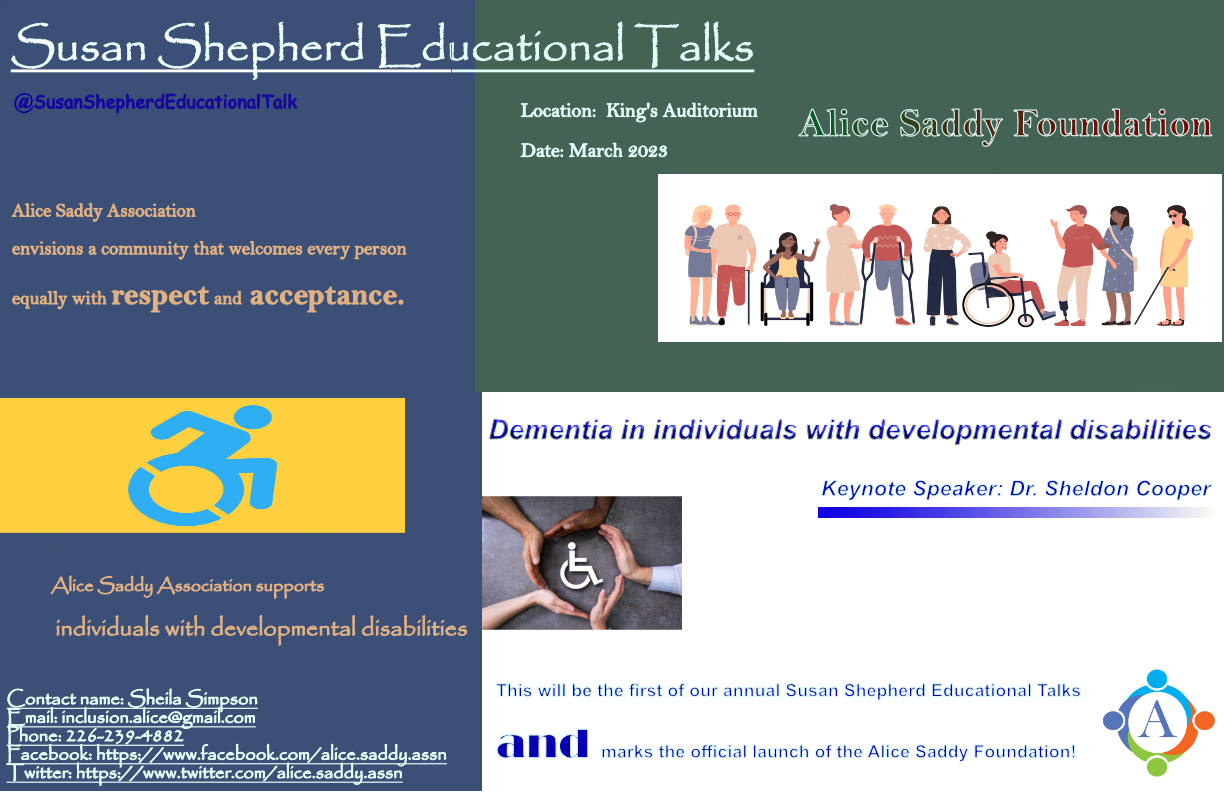 Susan Shepherd Educational Talks
@SusanShepherdEducationalTalk
Location: King's Auditorium
Date: March 2023
Alice Saddy Foundation
Alice Saddy Association
envisions a community that welcomes every person
equally with respect and acceptance.
Dementia in individuals with developmental disabilities
Keynote Speaker: Dr. Sheldon Cooper
Alice Saddy Association supports
individuals with developmental disabilities
Contact name: Sheila Simpson
Email: inclusion.alice@gmail.com
Phone: 226-239-4882
Facebook: https://www.facebook.com/alice.saddy.assn
Twitter: https://www.twitter.com/alice.saddy.assn
This will be the first of our annual Susan Shepherd Educational Talks
and marks the official launch of the Alice Saddy Foundation!
A